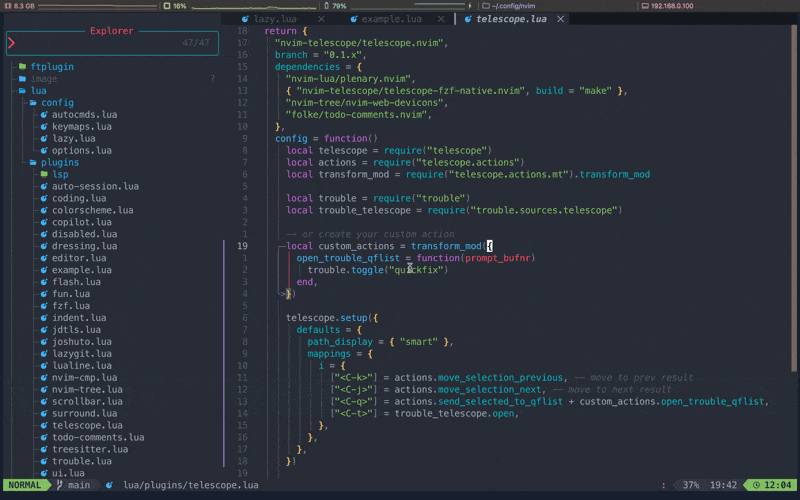 8.3 GB 16% 79% ~/.config/nvim 192.168.0.100
lazy.lua example.lua telescope.lua
Explorer
47/47
ftplugin
image ?
lua
config
autocmds.lua
keymaps.lua
lazy.lua
options.lua
plugins
lsp
auto-session.lua
coding.lua
colorscheme.lua
copilot.lua
disabled.lua
dressing.lua
editor.lua
example.lua
flash.lua
fun.lua
fzf.lua
indent.lua
jdtls.lua
joshuto.lua
lazygit.lua
lualine.lua
nvim-cmp.lua
nvim-tree.lua
scrollbar.lua
surround.lua
telescope.lua
todo-comments.lua
treesitter.lua
trouble.lua
ui.lua
18 return {
17 "nvim-telescope/telescope.nvim",
16 branch = "0.1.x",
15 dependencies = {
14 "nvim-lua/plenary.nvim",
13 { "nvim-telescope/telescope-fzf-native.nvim", build = "make" },
12 "nvim-tree/nvim-web-devicons",
11 "folke/todo-comments.nvim",
10 },
9 config = function()
8 local telescope = require("telescope")
7 local actions = require("telescope.actions")
6 local transform_mod = require("telescope.actions.mt").transform_mod
5
4 local trouble = require("trouble")
3 local trouble_telescope = require("trouble.sources.telescope")
2
1 -- or create your custom action
19 local custom_actions = transform_mod({
1 open_trouble_qflist = function(prompt_bufnr)
2 trouble.toggle("quickfix")
3 end,
4 })
5
6 telescope.setup({
7 defaults = {
8 path_display = { "smart" },
9 mappings = {
10 i = {
11 ["<C-k>"] = actions.move_selection_previous, -- move to prev result
12 ["<C-j>"] = actions.move_selection_next, -- move to next result
13 ["<C-q>"] = actions.send_selected_to_qflist + custom_actions.open_trouble_qflist,
14 ["<C-t>"] = trouble_telescope.open,
15 },
16 },
17 },
18 })
19
NORMAL main lua/plugins/telescope.lua : 37% 19:42 12:04